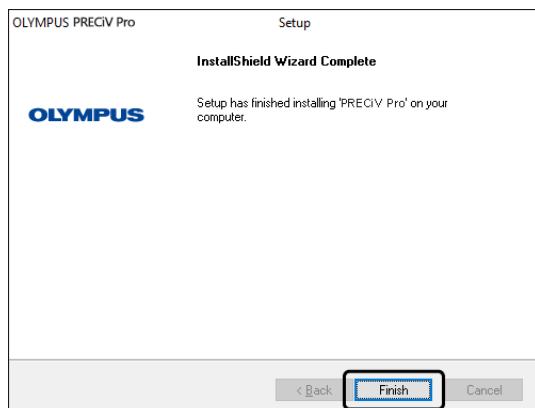 OLYMPUS PRECiV Pro Setup
InstallShield Wizard Complete
OLYMPUS
Setup has finished installing 'PRECiV Pro' on your
computer.
< Back Finish Cancel